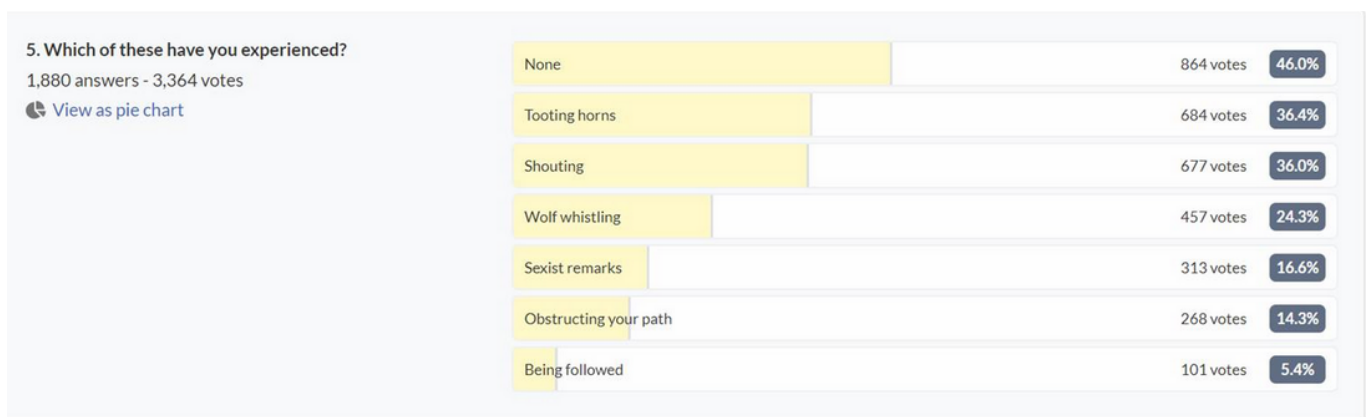 5. Which of these have you experienced?
1,880 answers - 3,364 votes
View as pie chart
None 864 votes 46.0%
Tooting horns 684 votes 36.4%
Shouting 677 votes 36.0%
Wolf whistling 457 votes 24.3%
Sexist remarks 313 votes 16.6%
Obstructing your path 268 votes 14.3%
Being followed 101 votes 5.4%